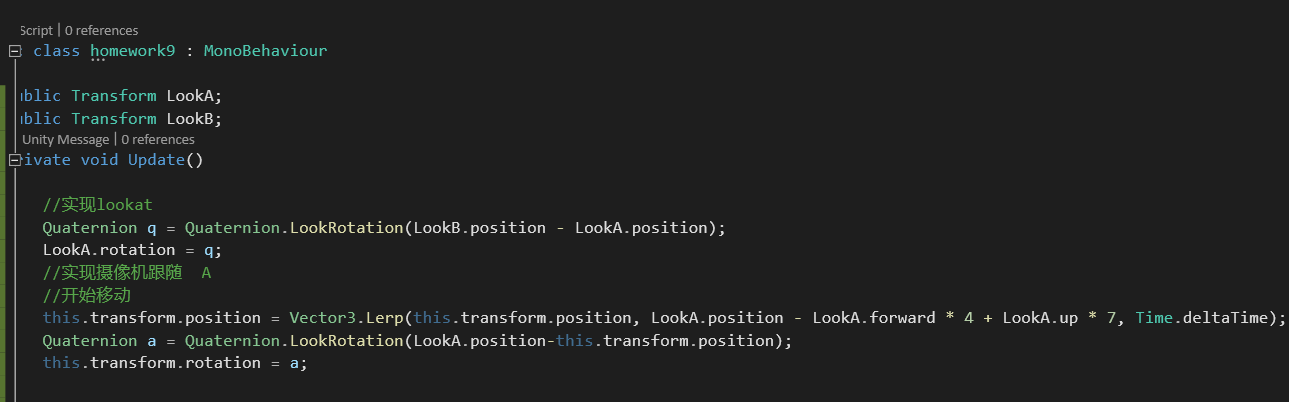 Script | 0 references
class homework9 : MonoBehaviour
ublic Transform LookA;
ublic Transform LookB;
Unity Message | 0 references
ivate void Update()
//实现lookat
Quaternion q = Quaternion.LookRotation(LookB.position - LookA.position);
LookA.rotation = q;
//实现摄像机跟随  A
//开始移动
this.transform.position = Vector3.Lerp(this.transform.position, LookA.position - LookA.forward * 4 + LookA.up * 7, Time.deltaTime);
Quaternion a = Quaternion.LookRotation(LookA.position-this.transform.position);
this.transform.rotation = a;